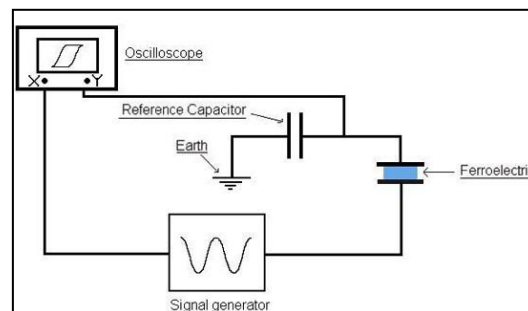 Oscilloscope
X Y
Reference Capacitor
Earth
Ferroelectri
Signal generator